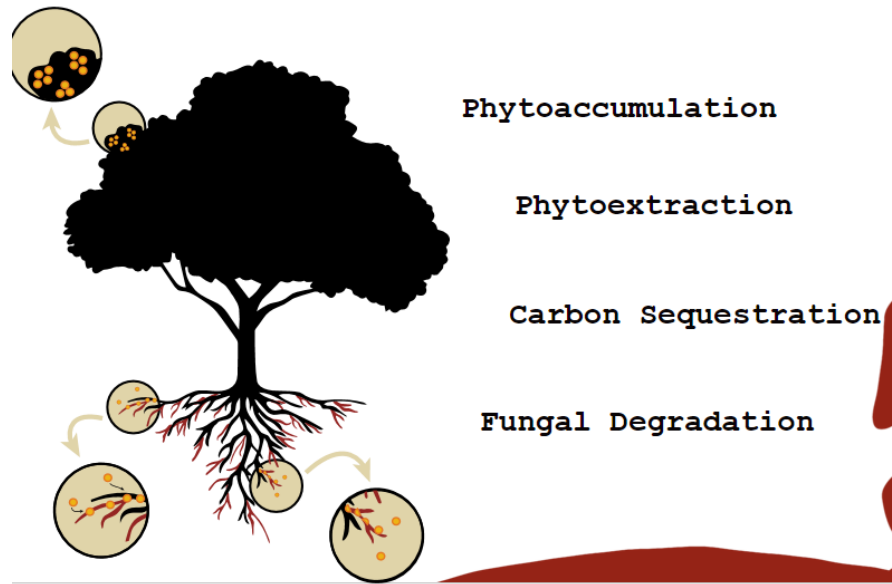 Phytoaccumulation
Phytoextraction
Carbon Sequestration
Fungal Degradation